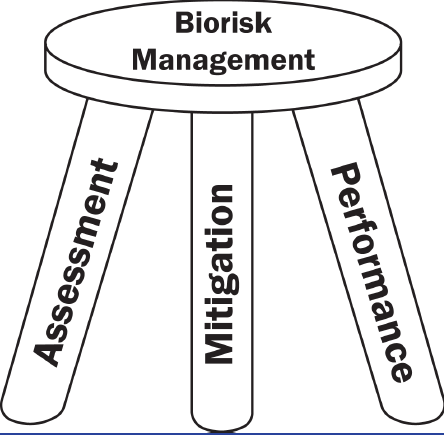 Biorisk
Management
Assessment
Mitigation
Performance